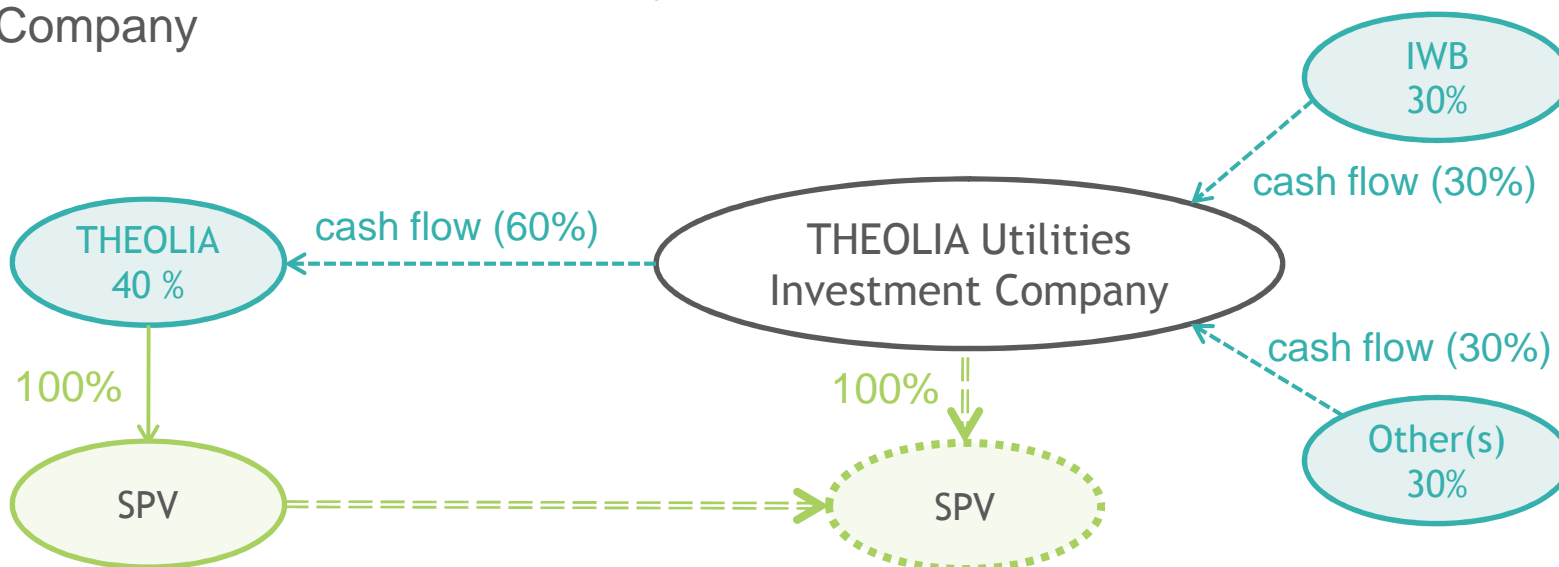 Company
IWB
30%
cash flow (30%)
THEOLIA
40 %
cash flow (60%)
THEOLIA Utilities
Investment Company
cash flow (30%)
100%
100%
Other(s)
30%
SPV
SPV